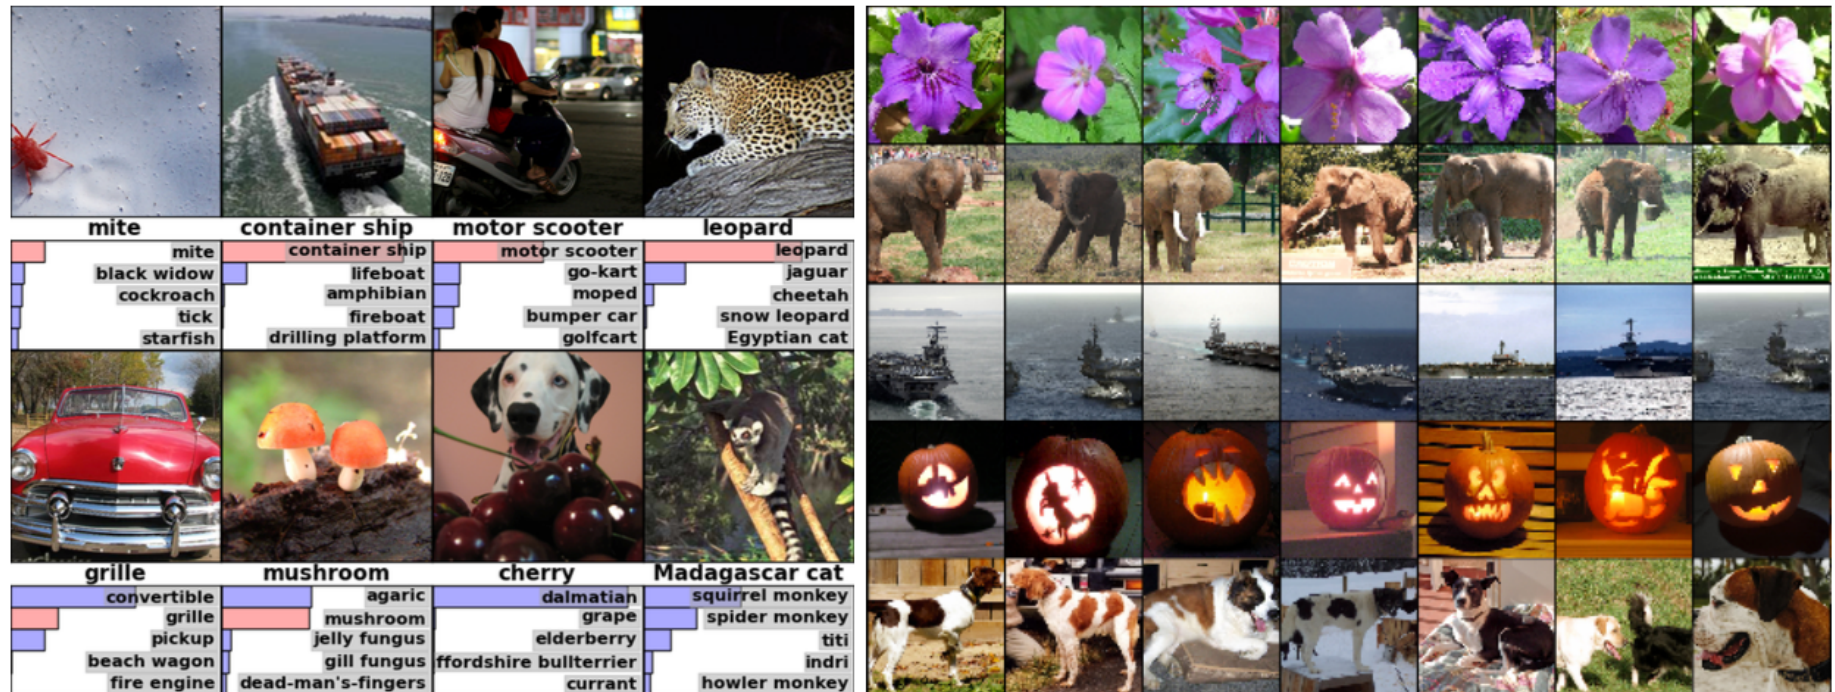 mite container ship motor scooter leopard
mite container ship motor scooter leopard
black widow lifeboat go-kart jaguar
cockroach amphibian moped cheetah
tick fireboat bumper car snow leopard
starfish drilling platform golfcart Egyptian cat
grille mushroom cherry Madagascar cat
convertible agaric dalmatian squirrel monkey
grille mushroom grape spider monkey
pickup jelly fungus elderberry titi
beach wagon gill fungus ffordshire bullterrier indri
fire engine dead-man's-fingers currant howler monkey